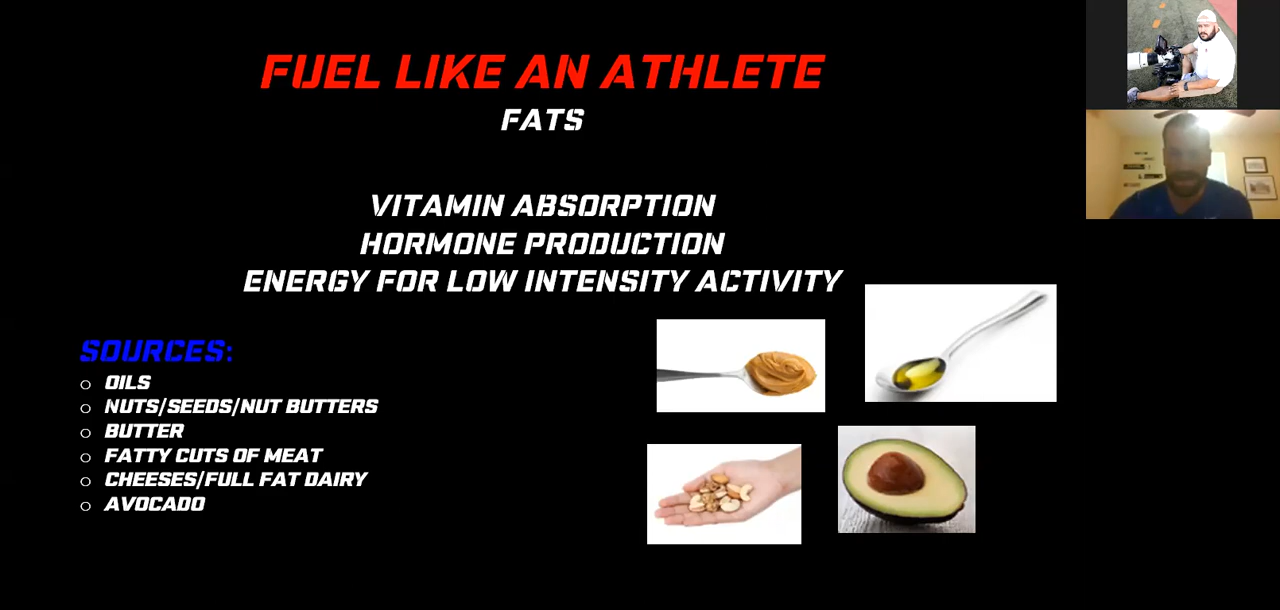 FUEL LIKE AN ATHLETE
FATS
VITAMIN ABSORPTION
HORMONE PRODUCTION
ENERGY FOR LOW INTENSITY ACTIVITY
SOURCES:
OILS
NUTS/SEEDS/NUT BUTTERS
BUTTER
FATTY CUTS OF MEAT
CHEESES/FULL FAT DAIRY
AVOCADO